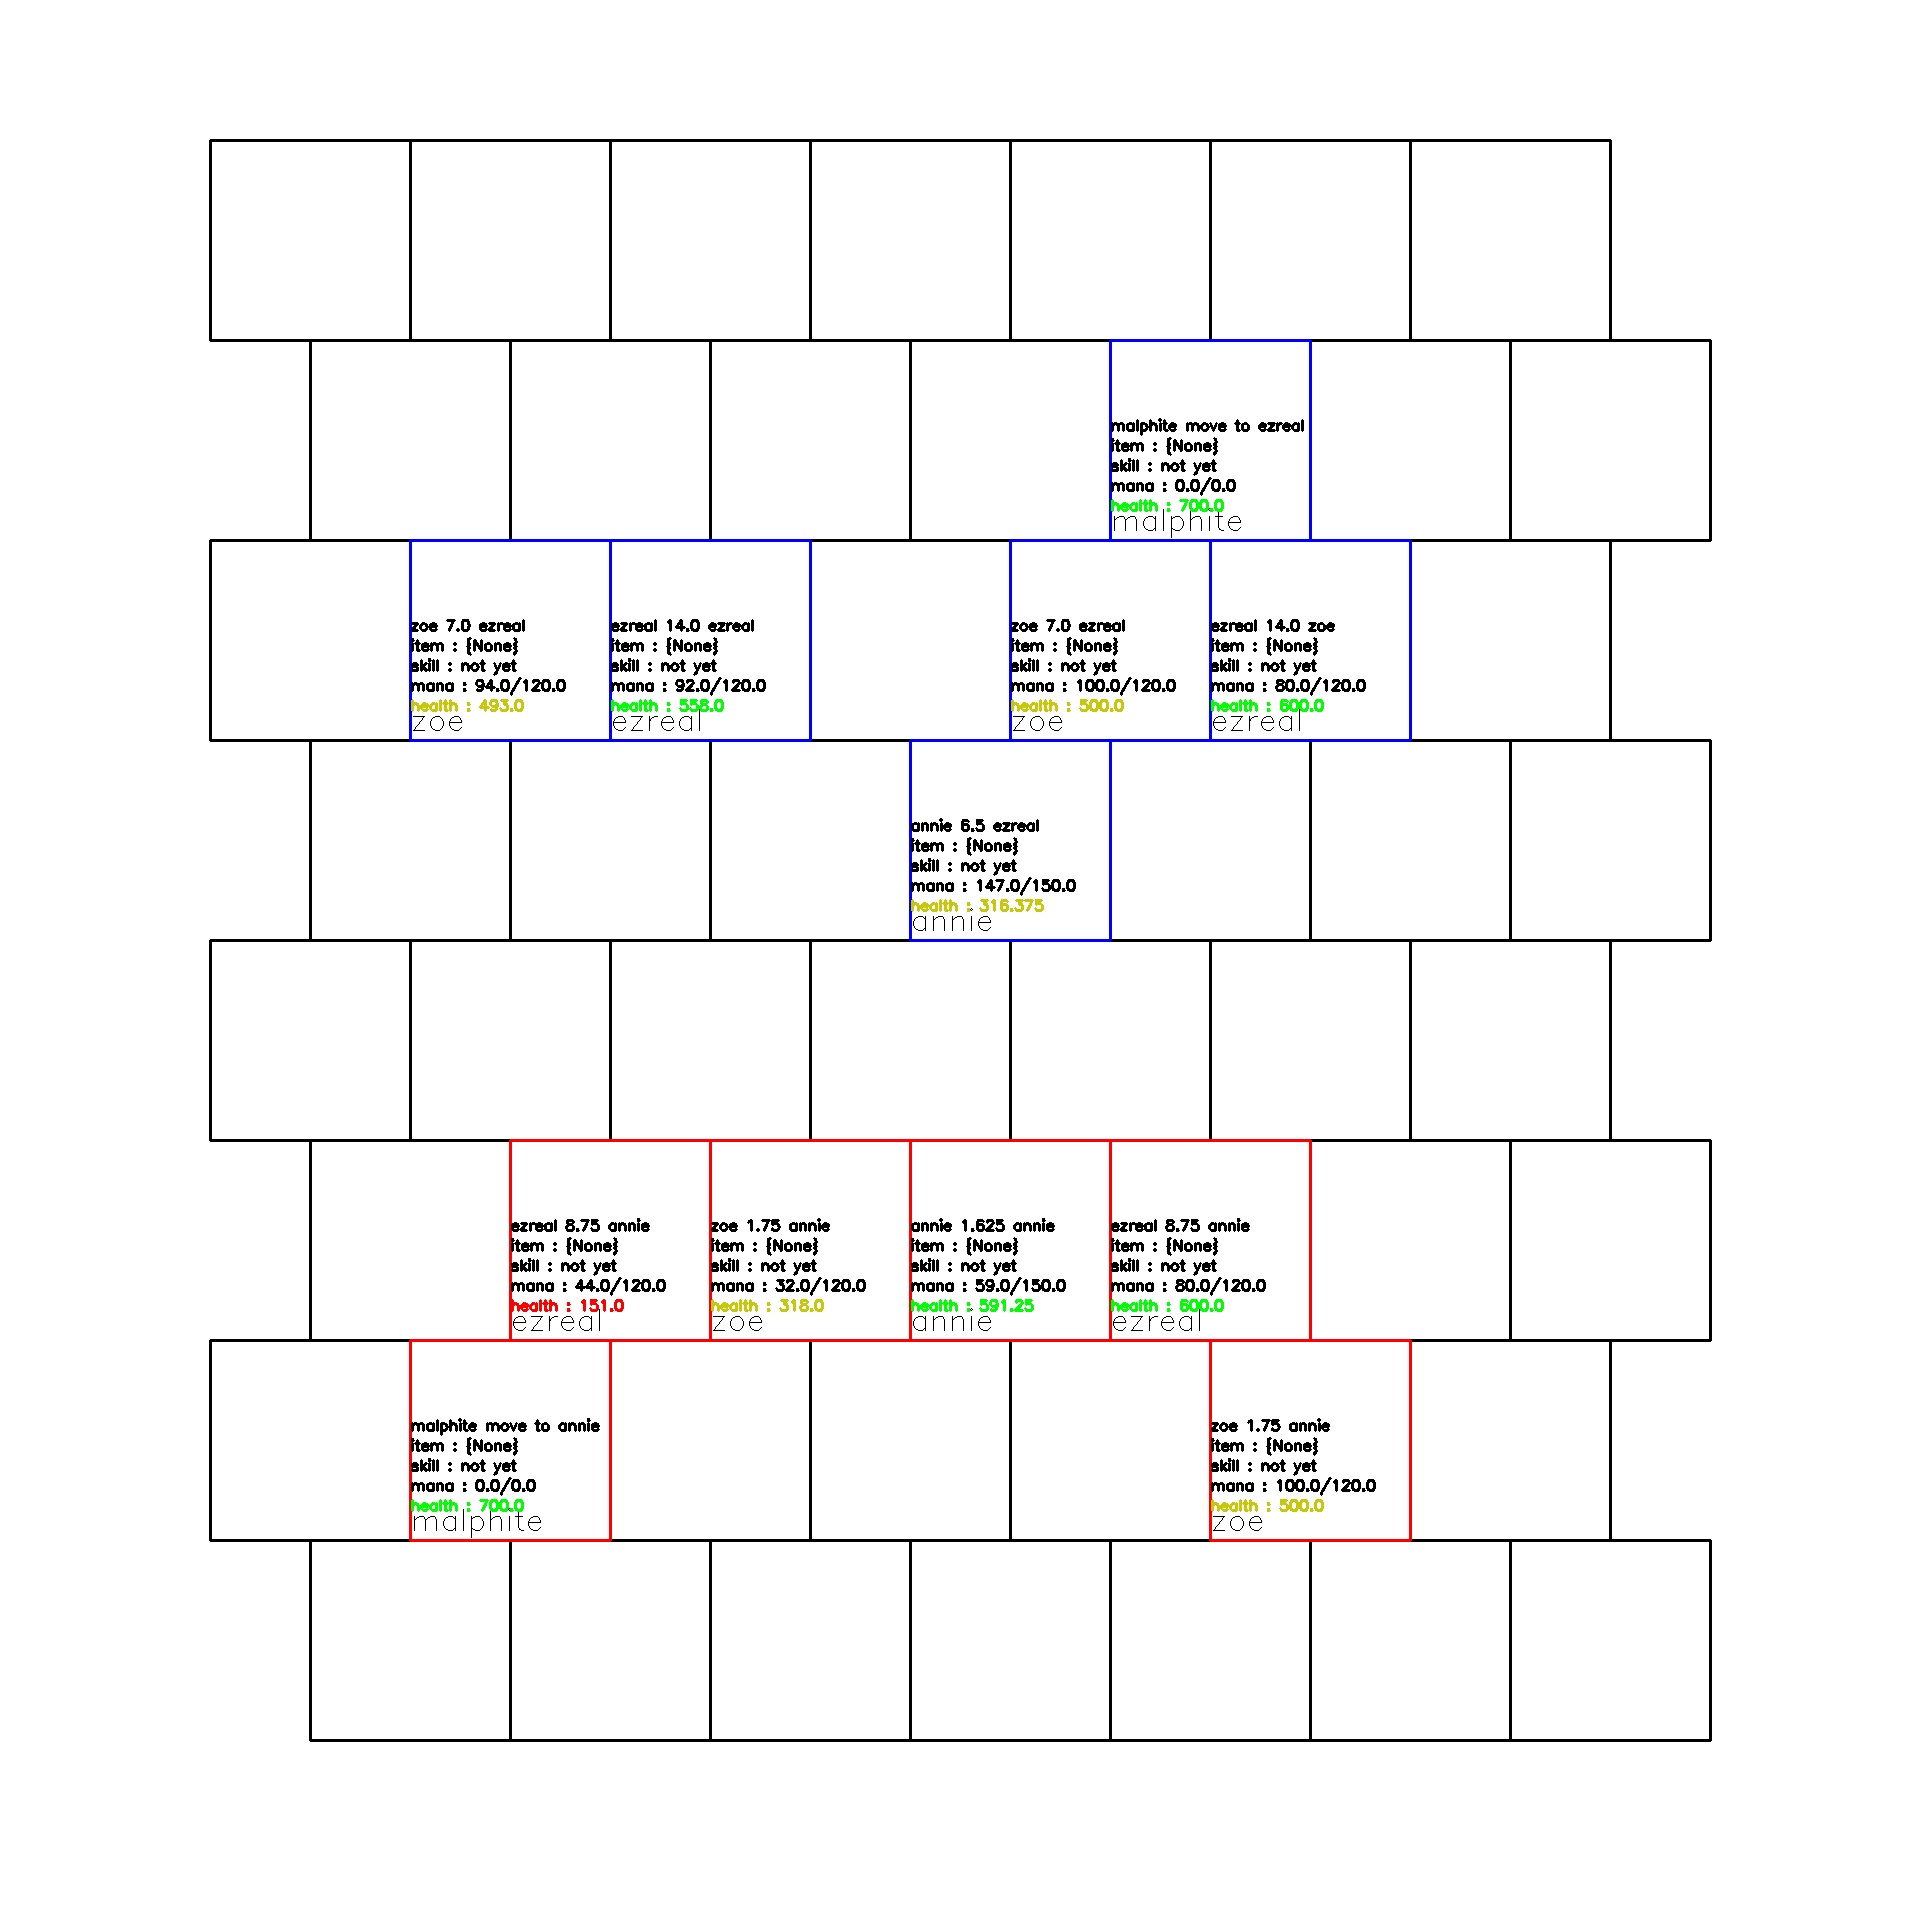 malphite move to ezreal
item : {None}
skill : not yet
mana : 0.0/0.0
health : 700.0
malphite
zoe 7.0 ezreal
item : {None}
skill : not yet
mana : 94.0/120.0
health : 493.0
zoe
ezreal 14.0 ezreal
item : {None}
skill : not yet
mana : 92.0/120.0
health : 558.0
ezreal
zoe 7.0 ezreal
item : {None}
skill : not yet
mana : 100.0/120.0
health : 500.0
zoe
ezreal 14.0 zoe
item : {None}
skill : not yet
mana : 80.0/120.0
health : 600.0
ezreal
annie 6.5 ezreal
item : {None}
skill : not yet
mana : 147.0/150.0
health : 316.375
annie
ezreal 8.75 annie
item : {None}
skill : not yet
mana : 44.0/120.0
health : 151.0
ezreal
zoe 1.75 annie
item : {None}
skill : not yet
mana : 32.0/120.0
health : 318.0
zoe
annie 1.625 annie
item : {None}
skill : not yet
mana : 59.0/150.0
health : 591.25
annie
ezreal 8.75 annie
item : {None}
skill : not yet
mana : 80.0/120.0
health : 600.0
ezreal
malphite move to annie
item : {None}
skill : not yet
mana : 0.0/0.0
health : 700.0
malphite
zoe 1.75 annie
item : {None}
skill : not yet
mana : 100.0/120.0
health : 500.0
zoe